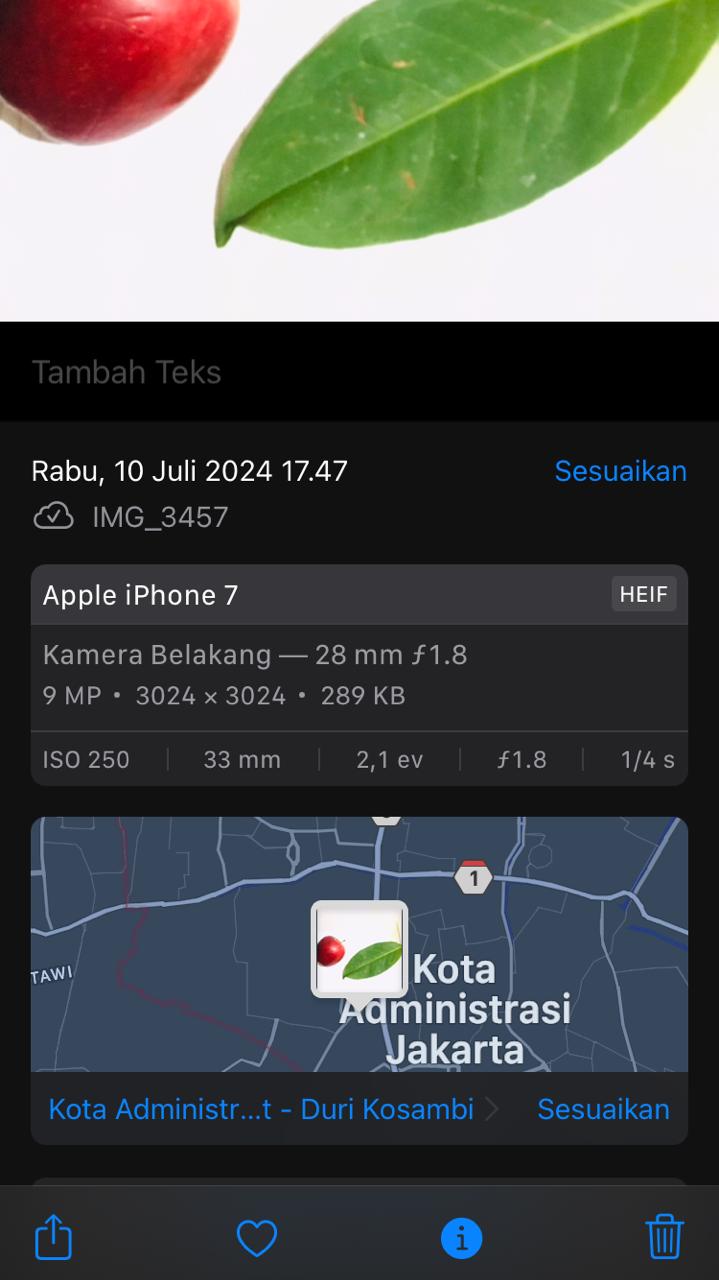 Tambah Teks
Rabu, 10 Juli 2024 17.47
Sesuaikan
IMG_3457
Apple iPhone 7
HEIF
Kamera Belakang — 28 mm ƒ1.8
9 MP • 3024 × 3024 • 289 KB
ISO 250
33 mm
2,1 ev
ƒ1.8
1/4 s
1
TAWI
Kota
Administrasi
Jakarta
Kota Administr...t - Duri Kosambi
Sesuaikan